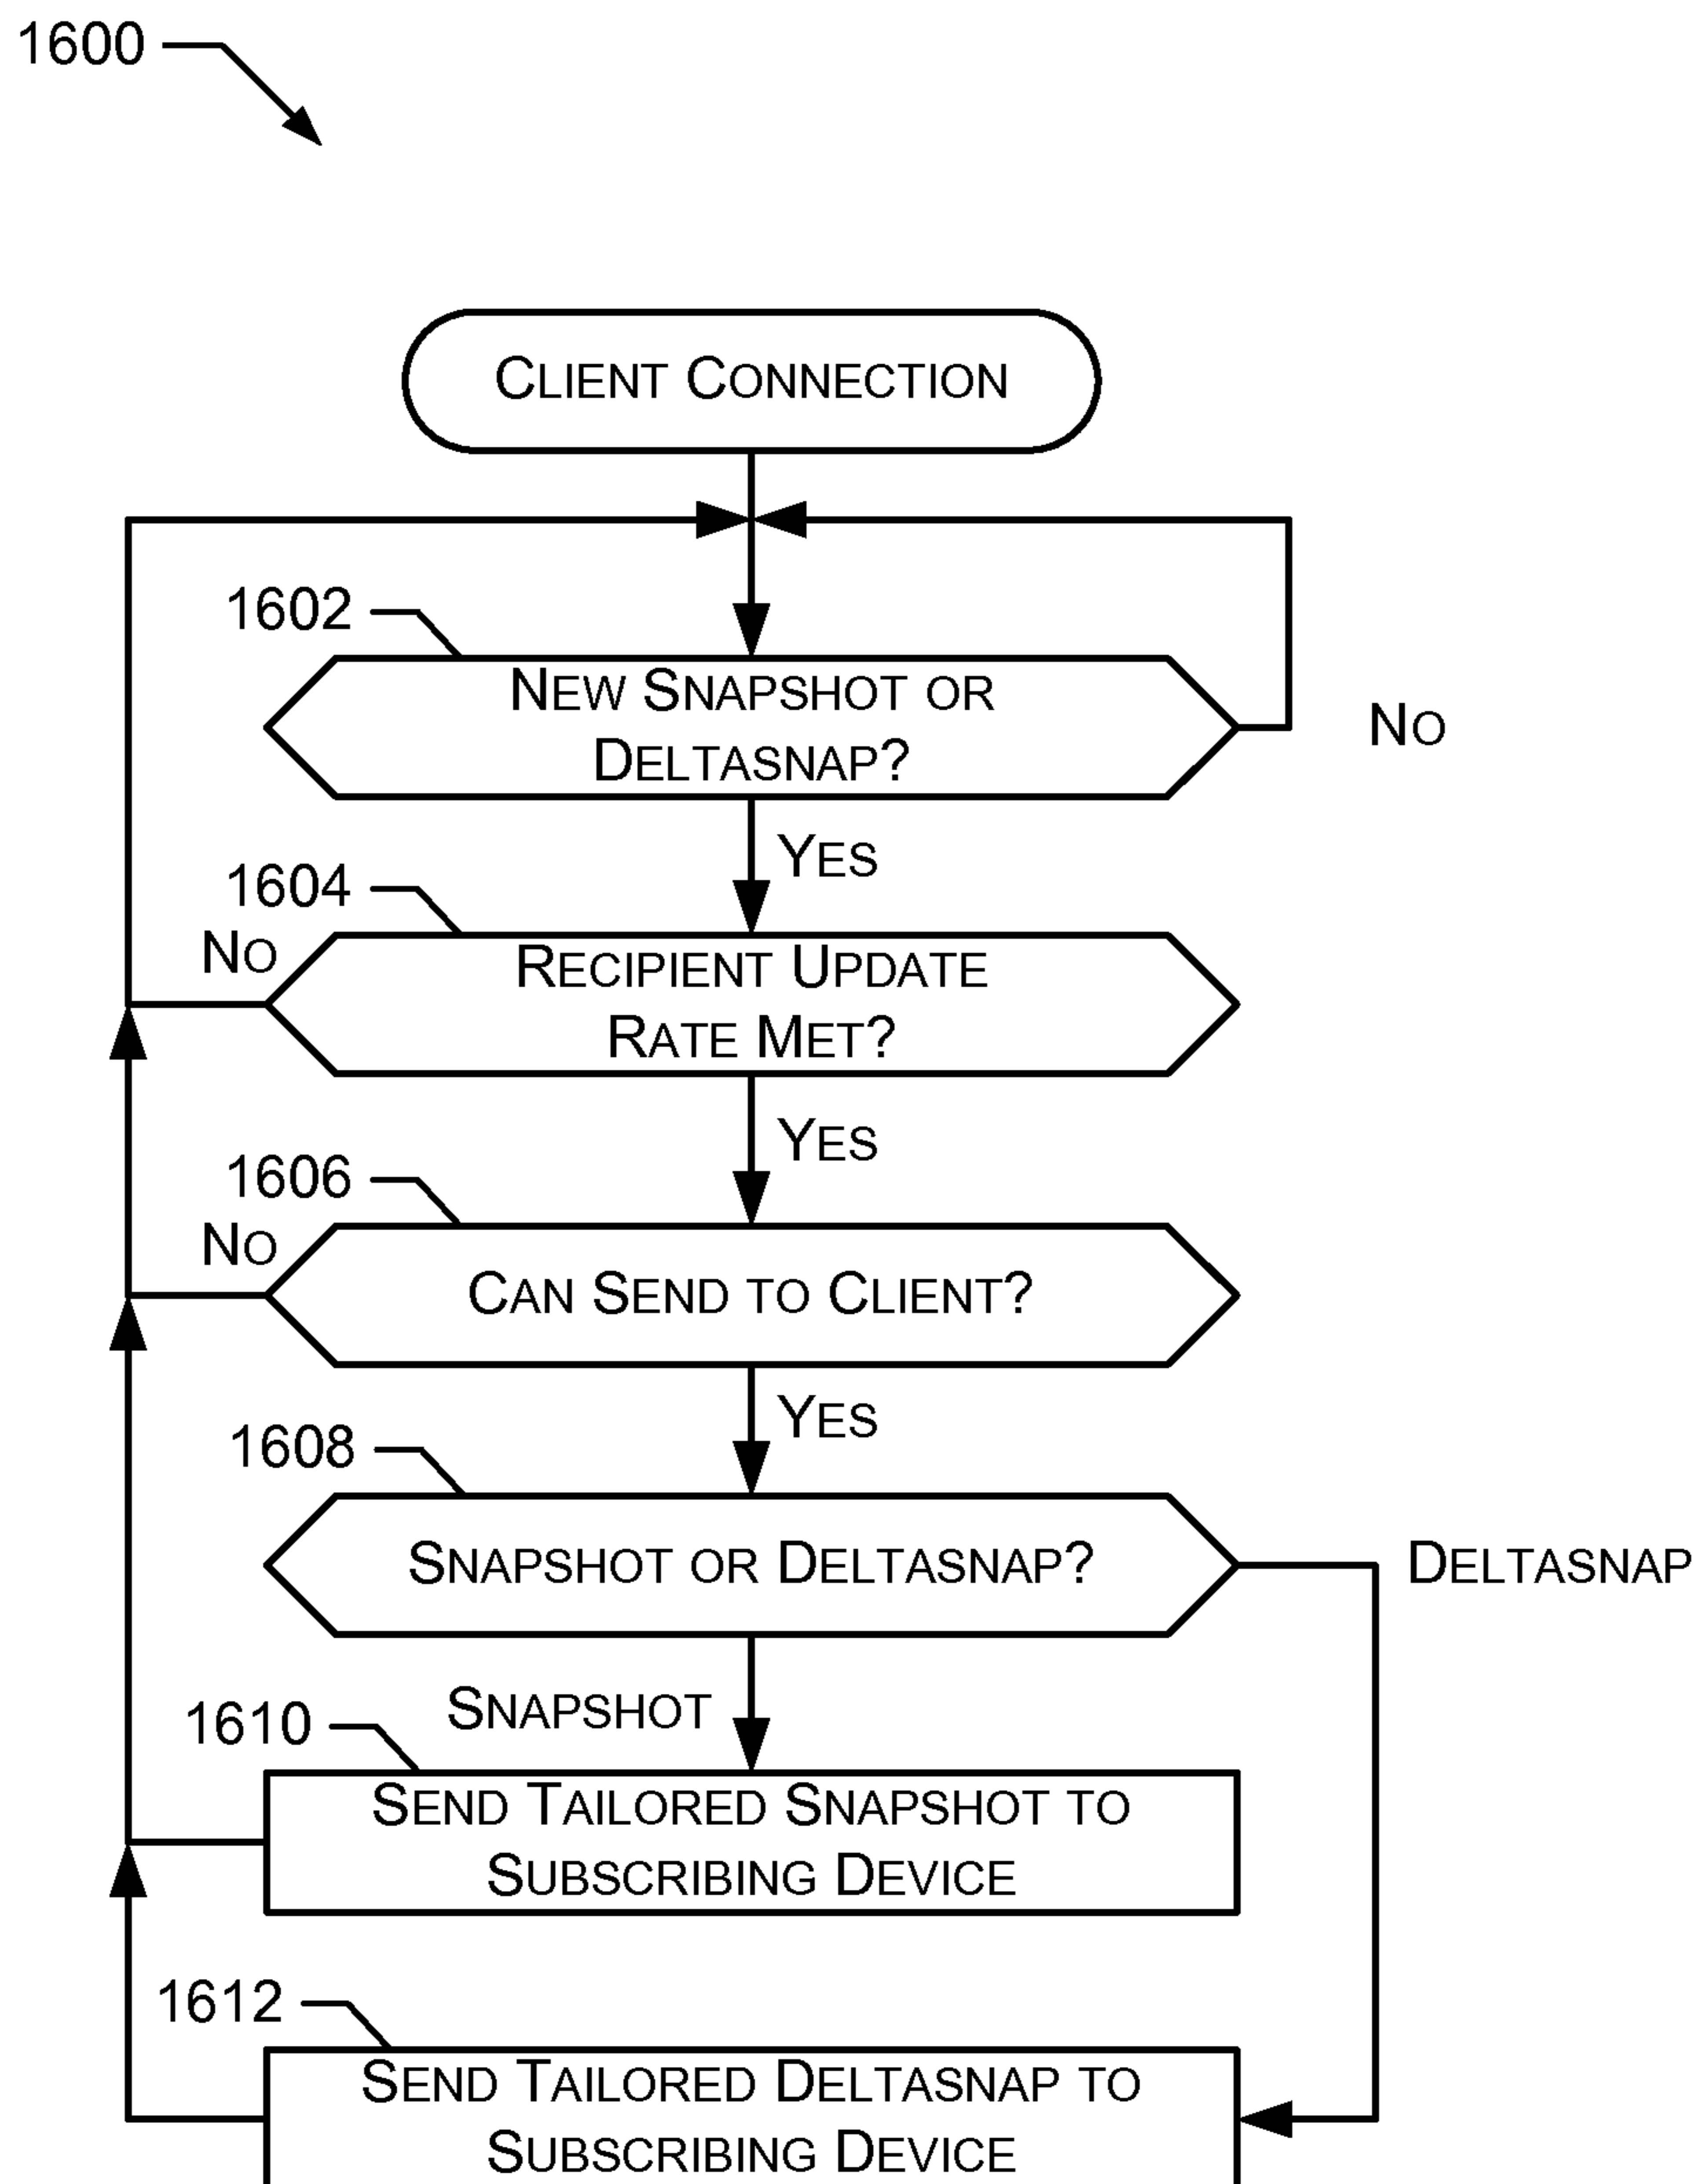 1600
Client Connection
1602
New Snapshot or
Deltasnap?
No
Yes
1604
No
Recipient Update
Rate Met?
Yes
1606
No
Can Send to Client?
Yes
1608
Snapshot or Deltasnap?
Deltasnap
Snapshot
1610
Send Tailored Snapshot to
Subscribing Device
1612
Send Tailored Deltasnap to
Subscribing Device